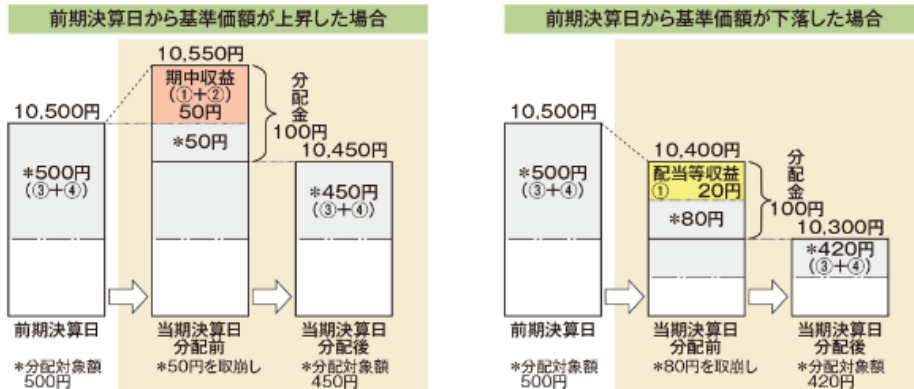 前期決算日から基準価額が上昇した場合
10,550円
期中収益
(①+②)
50円
分配金
100円
10,500円
*50円
10,450円
*500円
(③+④)
*450円
(③+④)
前期決算日
当期決算日
分配前
当期決算日
分配後
*分配対象額
500円
*50円を取崩し
*分配対象額
450円
前期決算日から基準価額が下落した場合
10,500円
10,400円
配当等収益
① 20円
分配金
100円
*500円
(③+④)
*80円
10,300円
*420円
(③+④)
前期決算日
当期決算日
分配前
当期決算日
分配後
*分配対象額
500円
*80円を取崩し
*分配対象額
420円